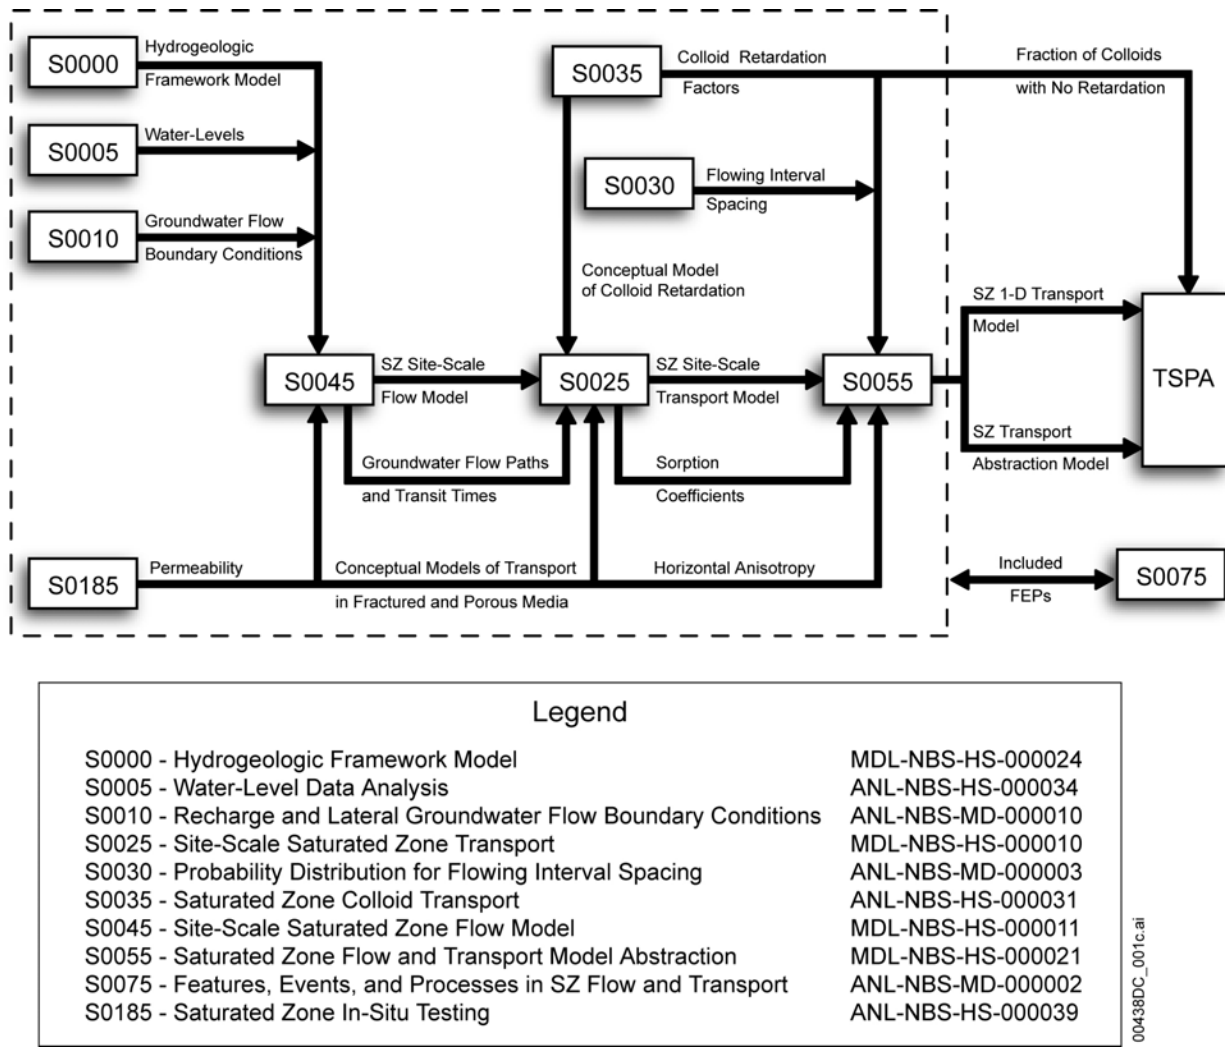 S0000
Hydrogeologic
Framework Model
S0005
Water-Levels
S0010
Groundwater Flow
Boundary Conditions
S0035
Colloid Retardation
Factors
Fraction of Colloids
with No Retardation
S0030
Flowing Interval
Spacing
Conceptual Model
of Colloid Retardation
S0045
SZ Site-Scale
Flow Model
S0025
SZ Site-Scale
Transport Model
S0055
SZ 1-D Transport
Model
TSPA
SZ Transport
Abstraction Model
Groundwater Flow Paths
and Transit Times
Sorption
Coefficients
S0185
Permeability
Conceptual Models of Transport
in Fractured and Porous Media
Horizontal Anisotropy
Included
FEPs
S0075
Legend
S0000 - Hydrogeologic Framework Model MDL-NBS-HS-000024
S0005 - Water-Level Data Analysis ANL-NBS-HS-000034
S0010 - Recharge and Lateral Groundwater Flow Boundary Conditions ANL-NBS-MD-000010
S0025 - Site-Scale Saturated Zone Transport MDL-NBS-HS-000010
S0030 - Probability Distribution for Flowing Interval Spacing ANL-NBS-MD-000003
S0035 - Saturated Zone Colloid Transport ANL-NBS-HS-000031
S0045 - Site-Scale Saturated Zone Flow Model MDL-NBS-HS-000011
S0055 - Saturated Zone Flow and Transport Model Abstraction MDL-NBS-HS-000021
S0075 - Features, Events, and Processes in SZ Flow and Transport ANL-NBS-MD-000002
S0185 - Saturated Zone In-Situ Testing ANL-NBS-HS-000039
00438DC_001c.ai